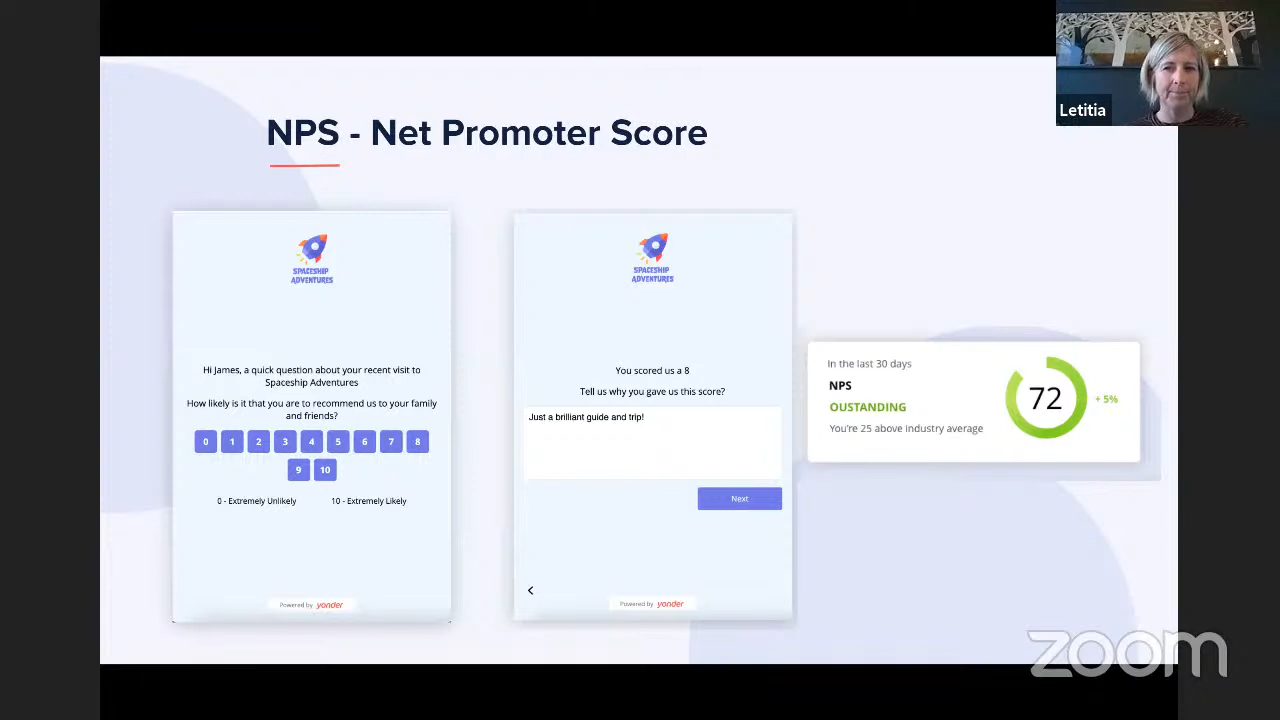 Letitia
NPS - Net Promoter Score
SPACESHIP
ADVENTURES
Hi James, a quick question about your recent visit to
Spaceship Adventures
How likely is it that you are to recommend us to your family
and friends?
0 1 2 3 4 5 6 7 8
9 10
0 - Extremely Unlikely 10 - Extremely Likely
Powered by yonder
SPACESHIP
ADVENTURES
You scored us a 8
Tell us why you gave us this score?
Just a brilliant guide and trip!
Next
<
Powered by yonder
In the last 30 days
NPS
OUSTANDING
You're 25 above industry average
72
+ 5%
zoom